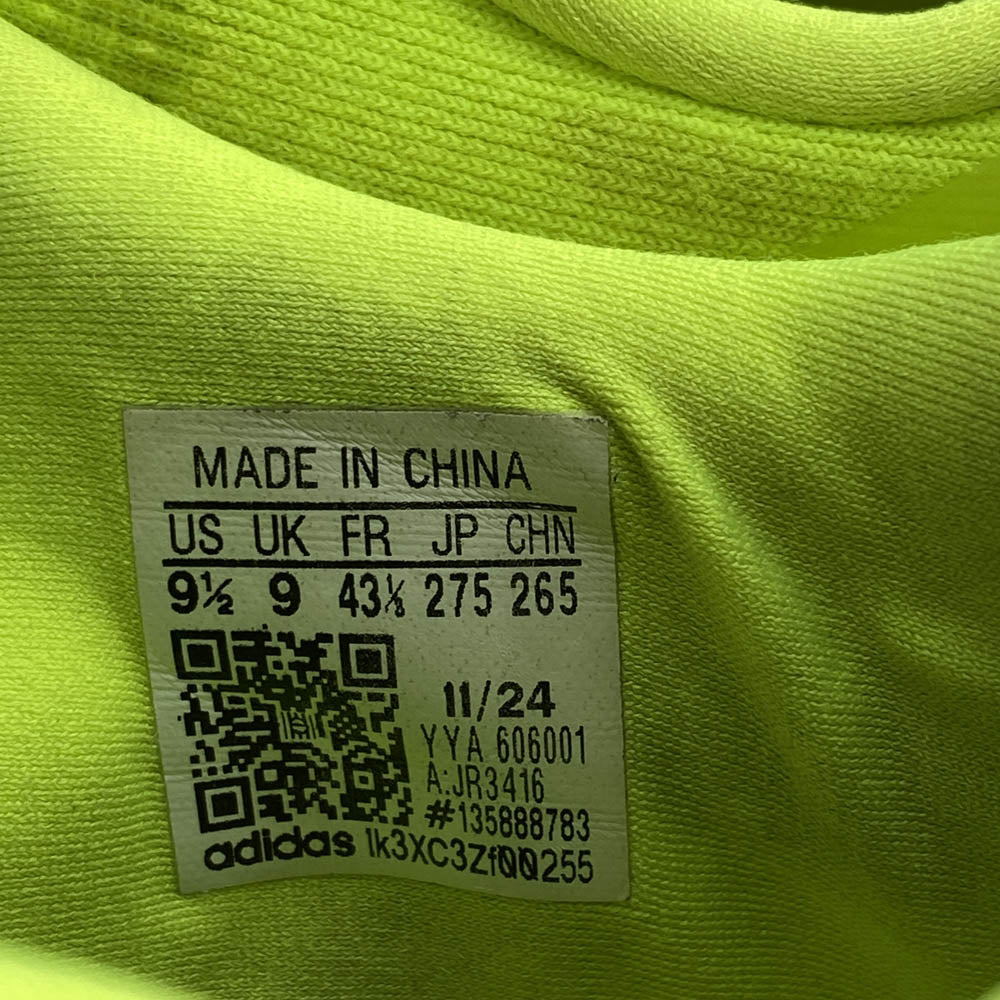 MADE IN CHINA
US UK FR JP CHN
9½ 9 43⅓ 275 265
11/24
YYA 606001
A:JR3416
#135888783
adidas 1k3XC3Zf00255